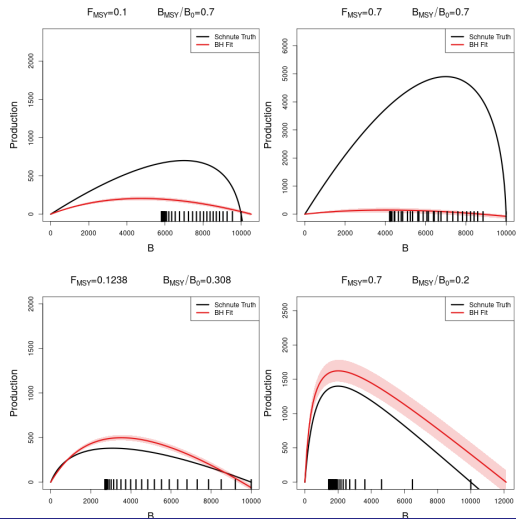 F_MSY=0.1 B_MSY/B_0=0.7
Production
0 500 1000 1500 2000
Schnute Truth
BH Fit
0 2000 4000 6000 8000 10000
B
F_MSY=0.7 B_MSY/B_0=0.7
Production
0 1000 2000 3000 4000 5000 6000
Schnute Truth
BH Fit
0 2000 4000 6000 8000 10000
B
F_MSY=0.1238 B_MSY/B_0=0.308
Production
0 500 1000 1500 2000
Schnute Truth
BH Fit
0 2000 4000 6000 8000 10000
B
F_MSY=0.7 B_MSY/B_0=0.2
Production
0 500 1000 1500 2000 2500
Schnute Truth
BH Fit
0 2000 4000 6000 8000 10000 12000
B